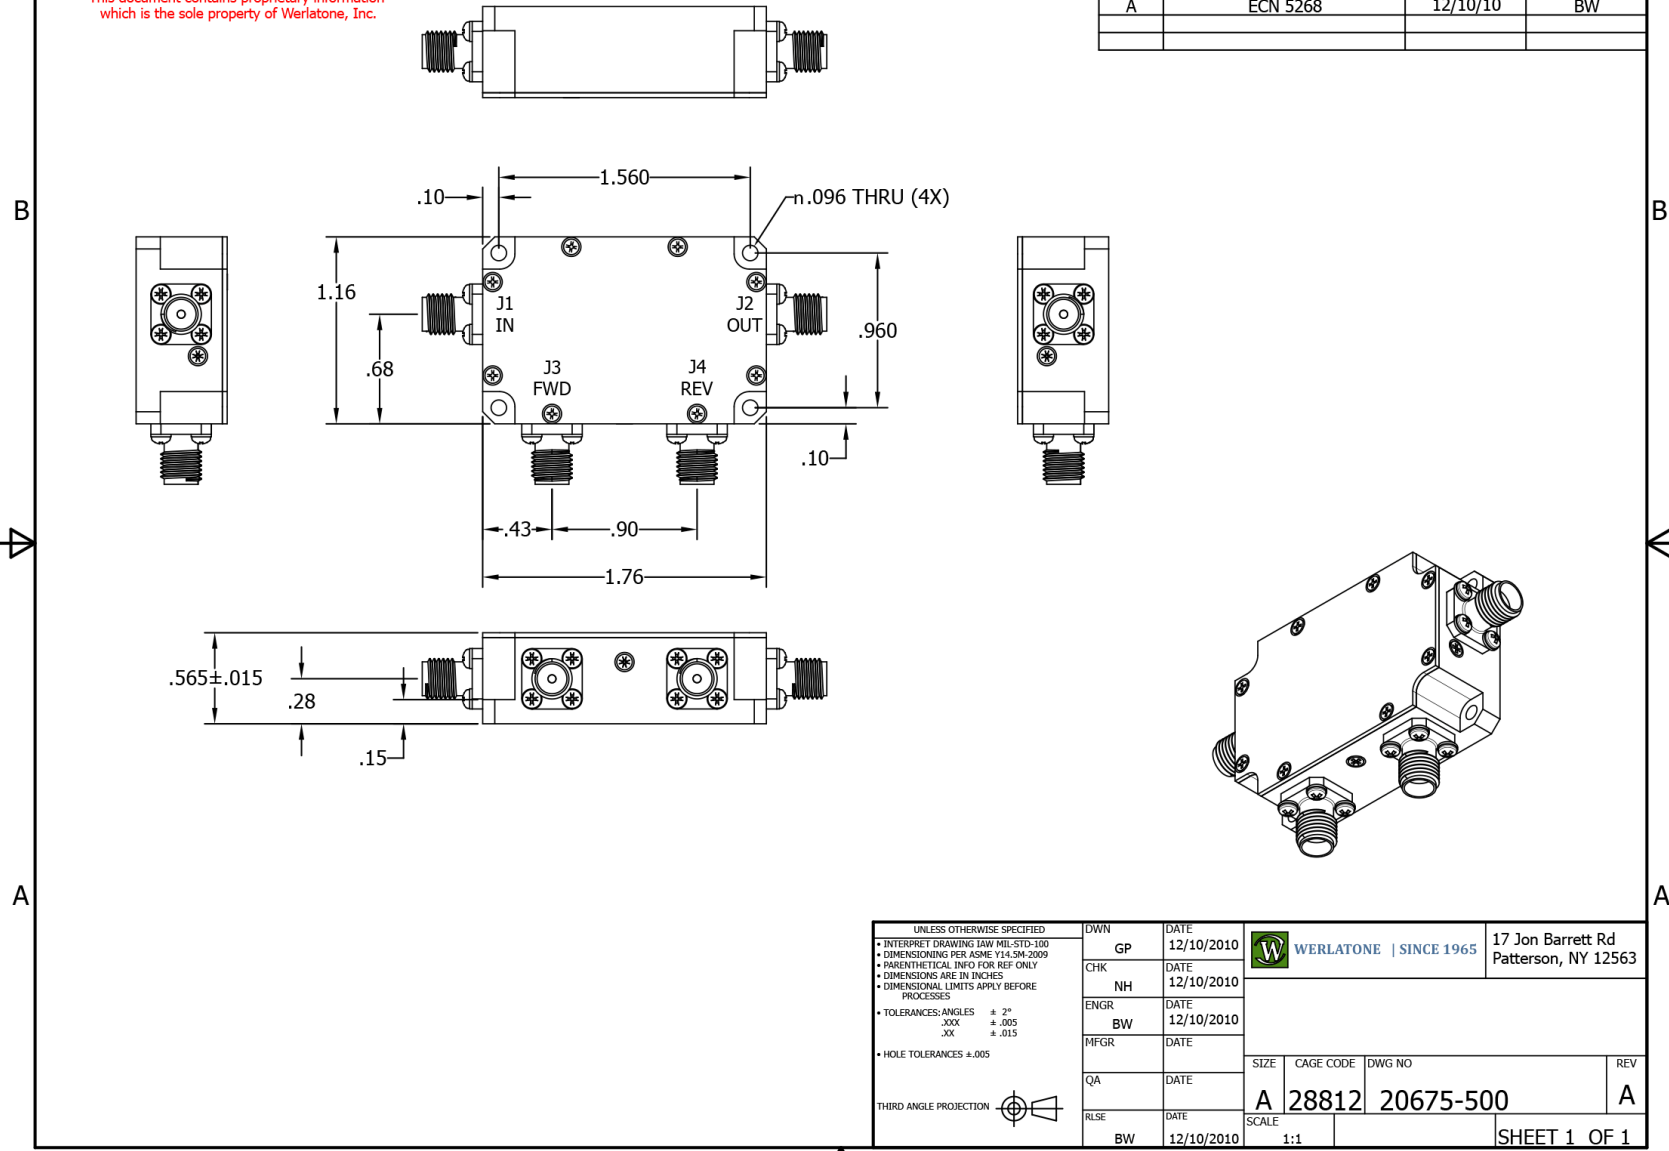 This document contains proprietary information
which is the sole property of Werlatone, Inc.
A ECN 5268 12/10/10 BW
1.560
.10
n.096 THRU (4X)
B B
1.16
J1 J2
IN OUT
.960
.68
J3 J4
FWD REV
.10
.43 .90
1.76
.565±.015
.28
.15
A A
UNLESS OTHERWISE SPECIFIED
• INTERPRET DRAWING IAW MIL-STD-100
• DIMENSIONING PER ASME Y14.5M-2009
• PARENTHETICAL INFO FOR REF ONLY
• DIMENSIONS ARE IN INCHES
• DIMENSIONAL LIMITS APPLY BEFORE
PROCESSES
• TOLERANCES: ANGLES ± 2°
.XXX ± .005
.XX ± .015
• HOLE TOLERANCES ±.005
THIRD ANGLE PROJECTION
DWN DATE
GP 12/10/2010
CHK DATE
NH 12/10/2010
ENGR DATE
BW 12/10/2010
MFGR DATE
QA DATE
RLSE DATE
BW 12/10/2010
W WERLATONE | SINCE 1965
17 Jon Barrett Rd
Patterson, NY 12563
SIZE CAGE CODE DWG NO REV
A 28812 20675-500 A
SCALE
1:1
SHEET 1 OF 1